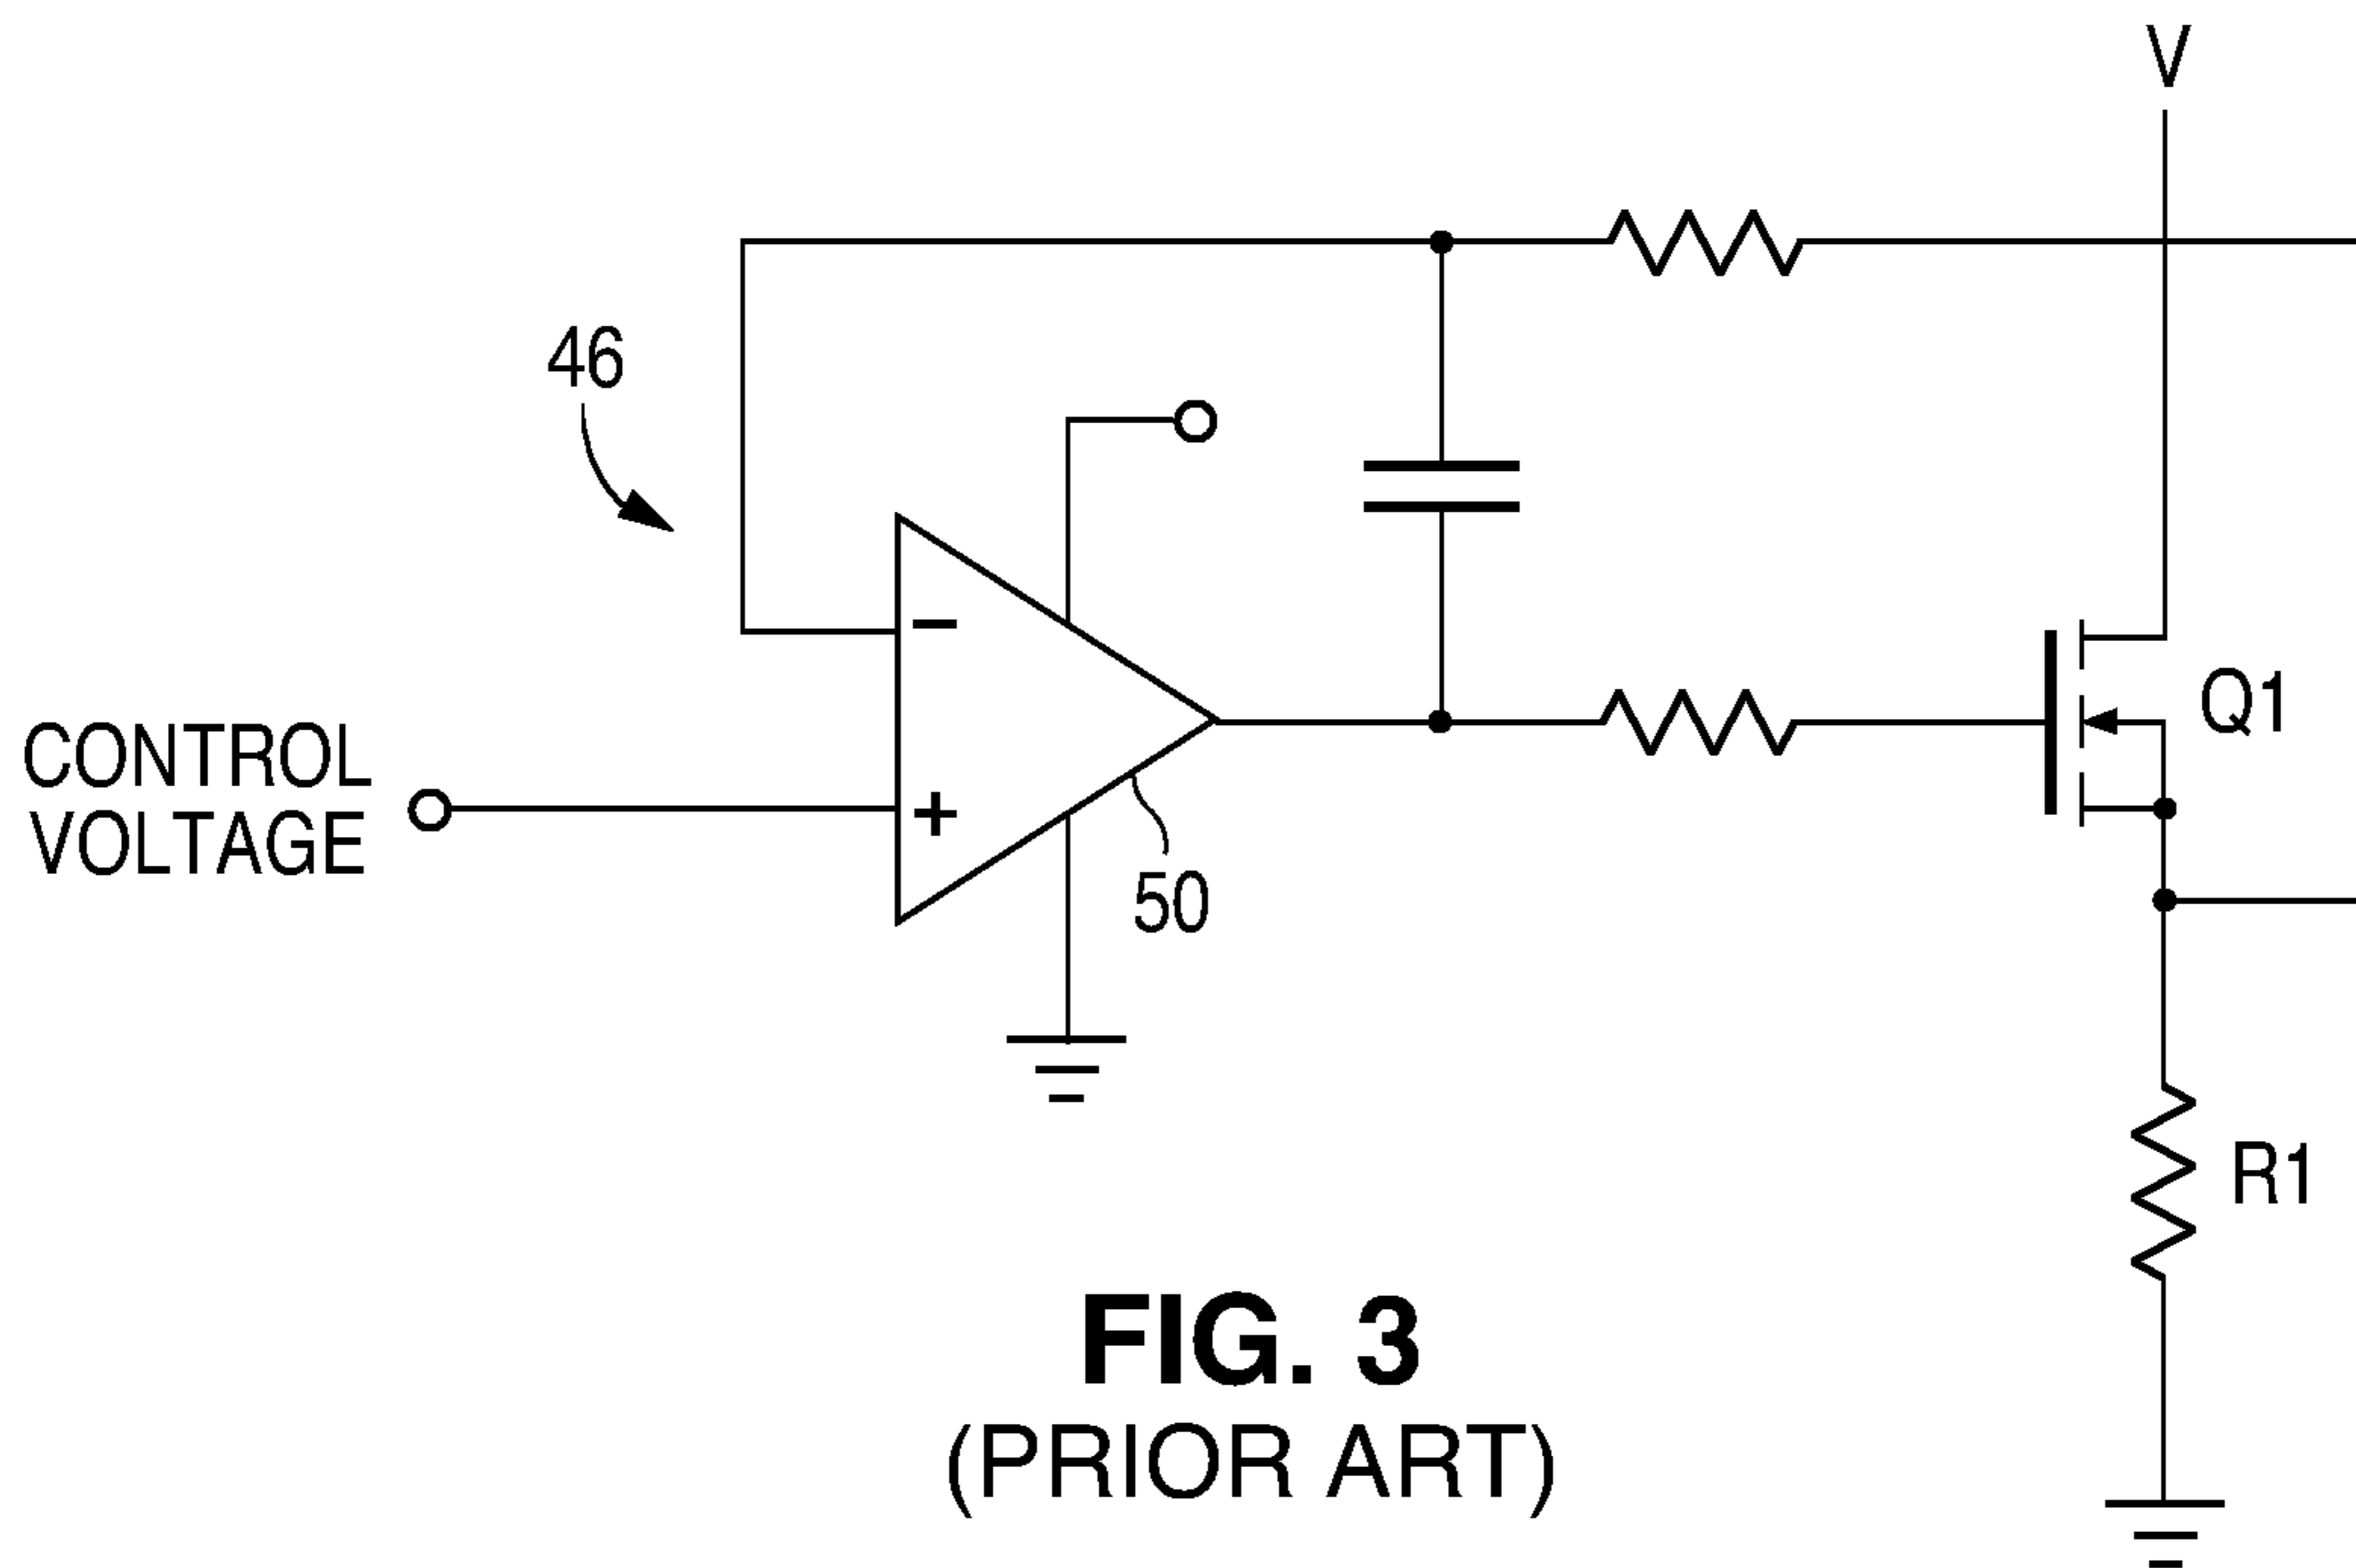 V
46
−
CONTROL
VOLTAGE
+
50
Q1
R1
FIG. 3
(PRIOR ART)